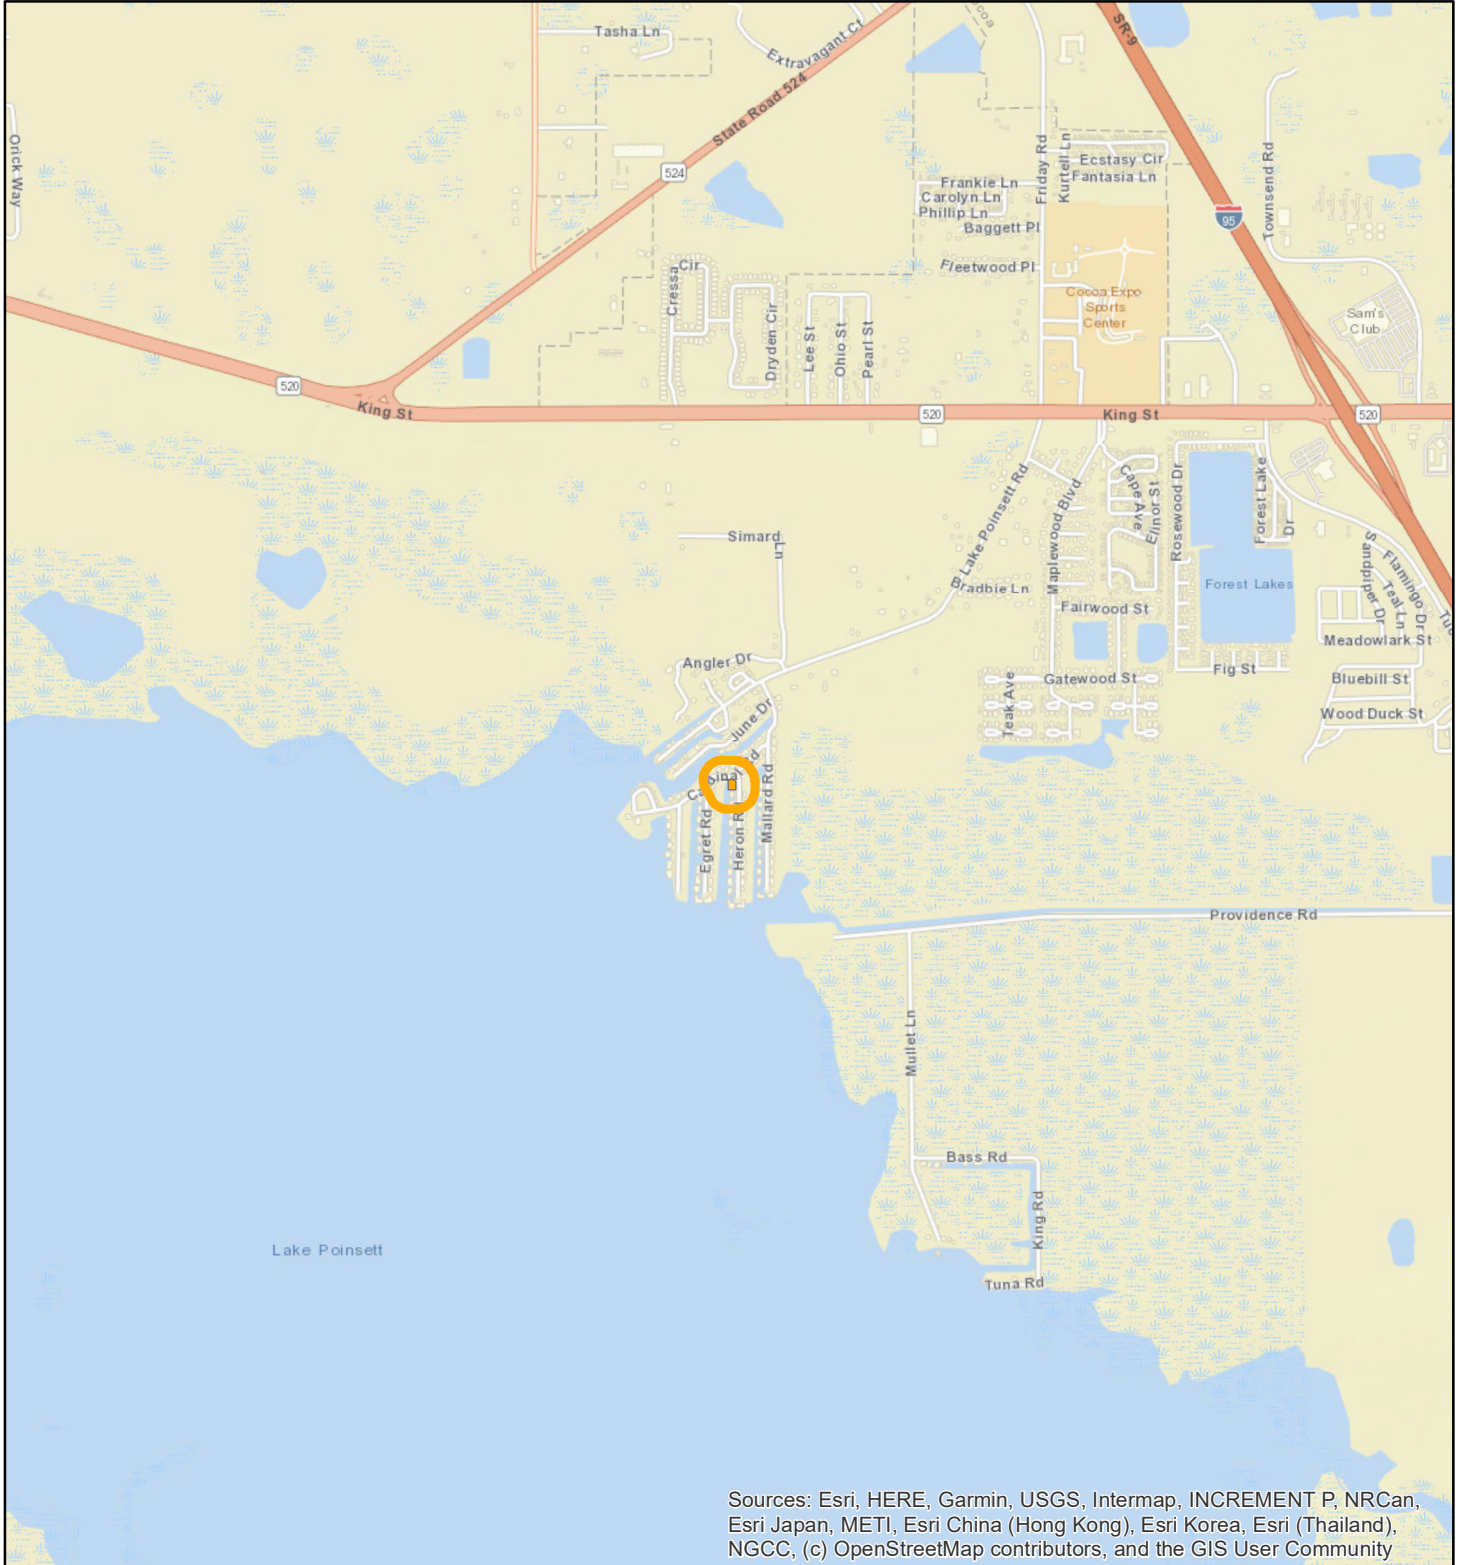 Tasha Ln
Extravagant Ct
State Road 524
SR-9
Orick Way
524
Friday Rd
Kurtell Ln
Ecstasy Cir
Fantasia Ln
Townsend Rd
Frankie Ln
Carolyn Ln
Phillip Ln
Baggett Pl
95
Fleetwood Pl
Cressa Cir
Dryden Cir
Lee St
Ohio St
Pearl St
Cocoa Expo
Sports
Center
Sam's
Club
520
King St
520
King St
520
Lake Poinsett Rd
Maplewood Blvd
Cape Ave
Elinor St
Rosewood Dr
Forest Lake
Dr
Simard
Ln
Bradbie Ln
Fairwood St
Forest Lakes
Sandpiper Dr
Flamingo Dr
Teal Ln
Meadowlark St
Angler Dr
Gatewood St
Fig St
Bluebill St
Teak Ave
June Dr
Wood Duck St
Egret Rd
Heron
Mallard Rd
Providence Rd
Mullet Ln
Bass Rd
King Rd
Lake Poinsett
Tuna Rd
Sources: Esri, HERE, Garmin, USGS, Intermap, INCREMENT P, NRCan,
Esri Japan, METI, Esri China (Hong Kong), Esri Korea, Esri (Thailand),
NGCC, (c) OpenStreetMap contributors, and the GIS User Community